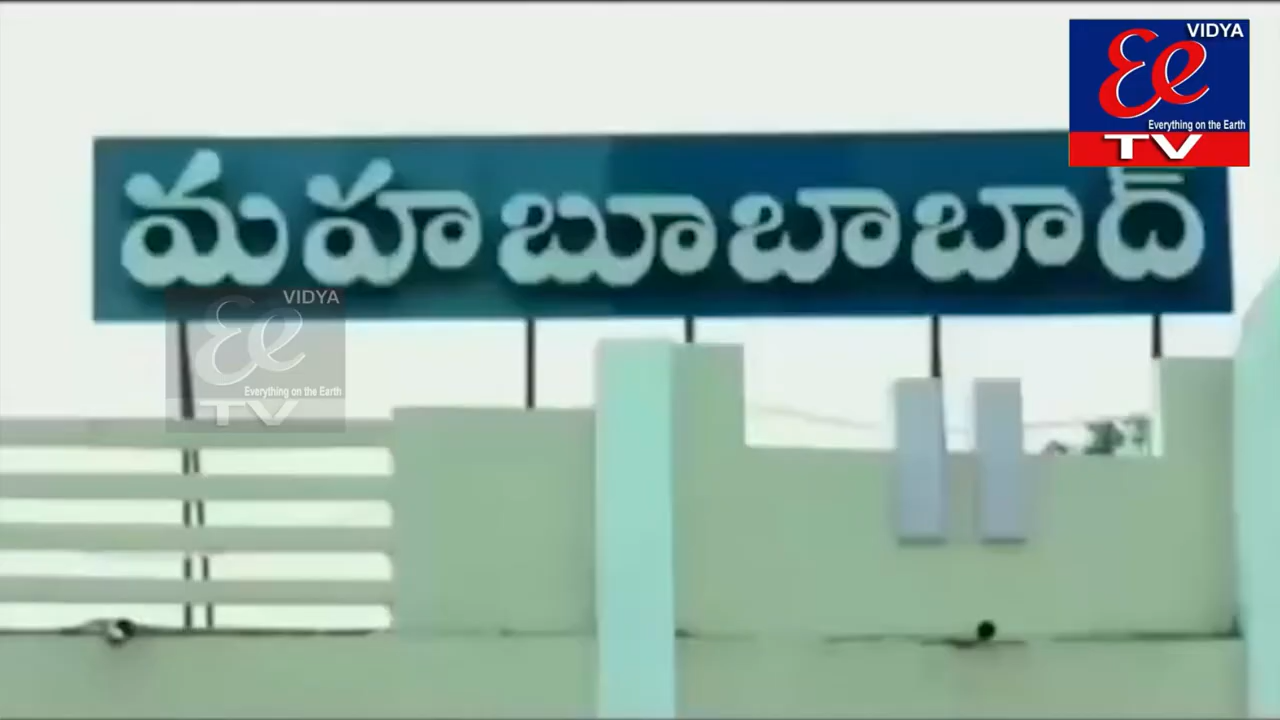 VIDYA
Ee
Everything on the Earth
TV
మహబూబాబాద్
VIDYA
Ee
Everything on the Earth
TV